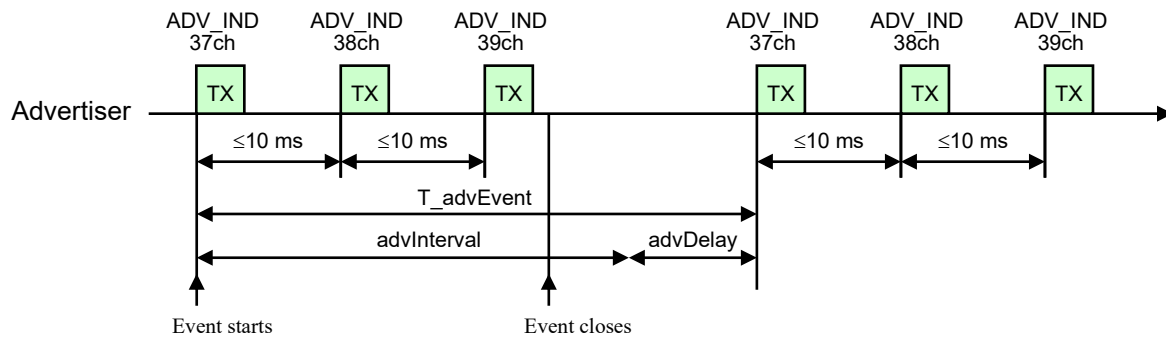 ADV_IND ADV_IND ADV_IND ADV_IND ADV_IND ADV_IND
37ch 38ch 39ch 37ch 38ch 39ch
TX TX TX TX TX TX
Advertiser
≤10 ms ≤10 ms ≤10 ms ≤10 ms
T_advEvent
advInterval advDelay
Event starts Event closes